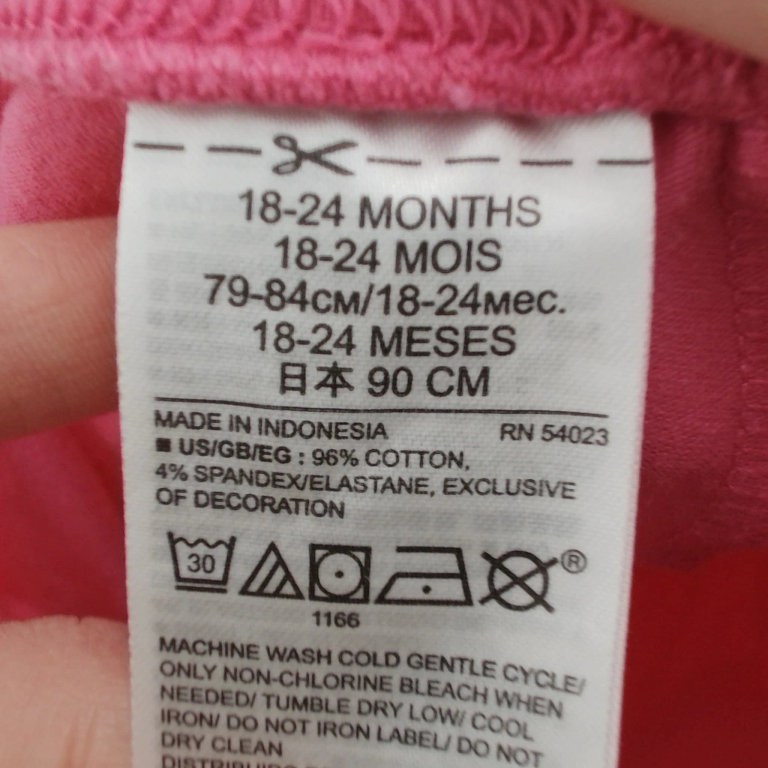 18-24 MONTHS
18-24 MOIS
79-84см/18-24мес.
18-24 MESES
日本 90 CM
MADE IN INDONESIA RN 54023
■ US/GB/EG : 96% COTTON,
4% SPANDEX/ELASTANE, EXCLUSIVE
OF DECORATION
30
®
1166
MACHINE WASH COLD GENTLE CYCLE/
ONLY NON-CHLORINE BLEACH WHEN
NEEDED/ TUMBLE DRY LOW/ COOL
IRON/ DO NOT IRON LABEL/ DO NOT
DRY CLEAN